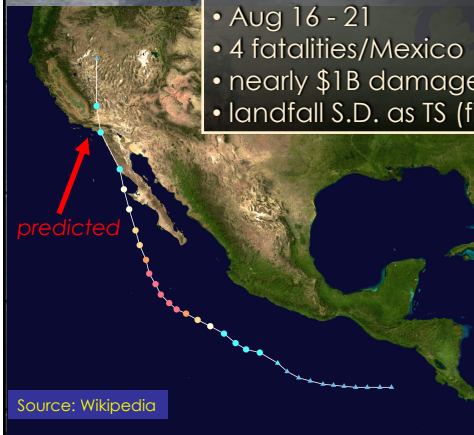 • Aug 16 - 21
• 4 fatalities/Mexico
• nearly $1B damage
• landfall S.D. as TS (f
predicted
Source: Wikipedia